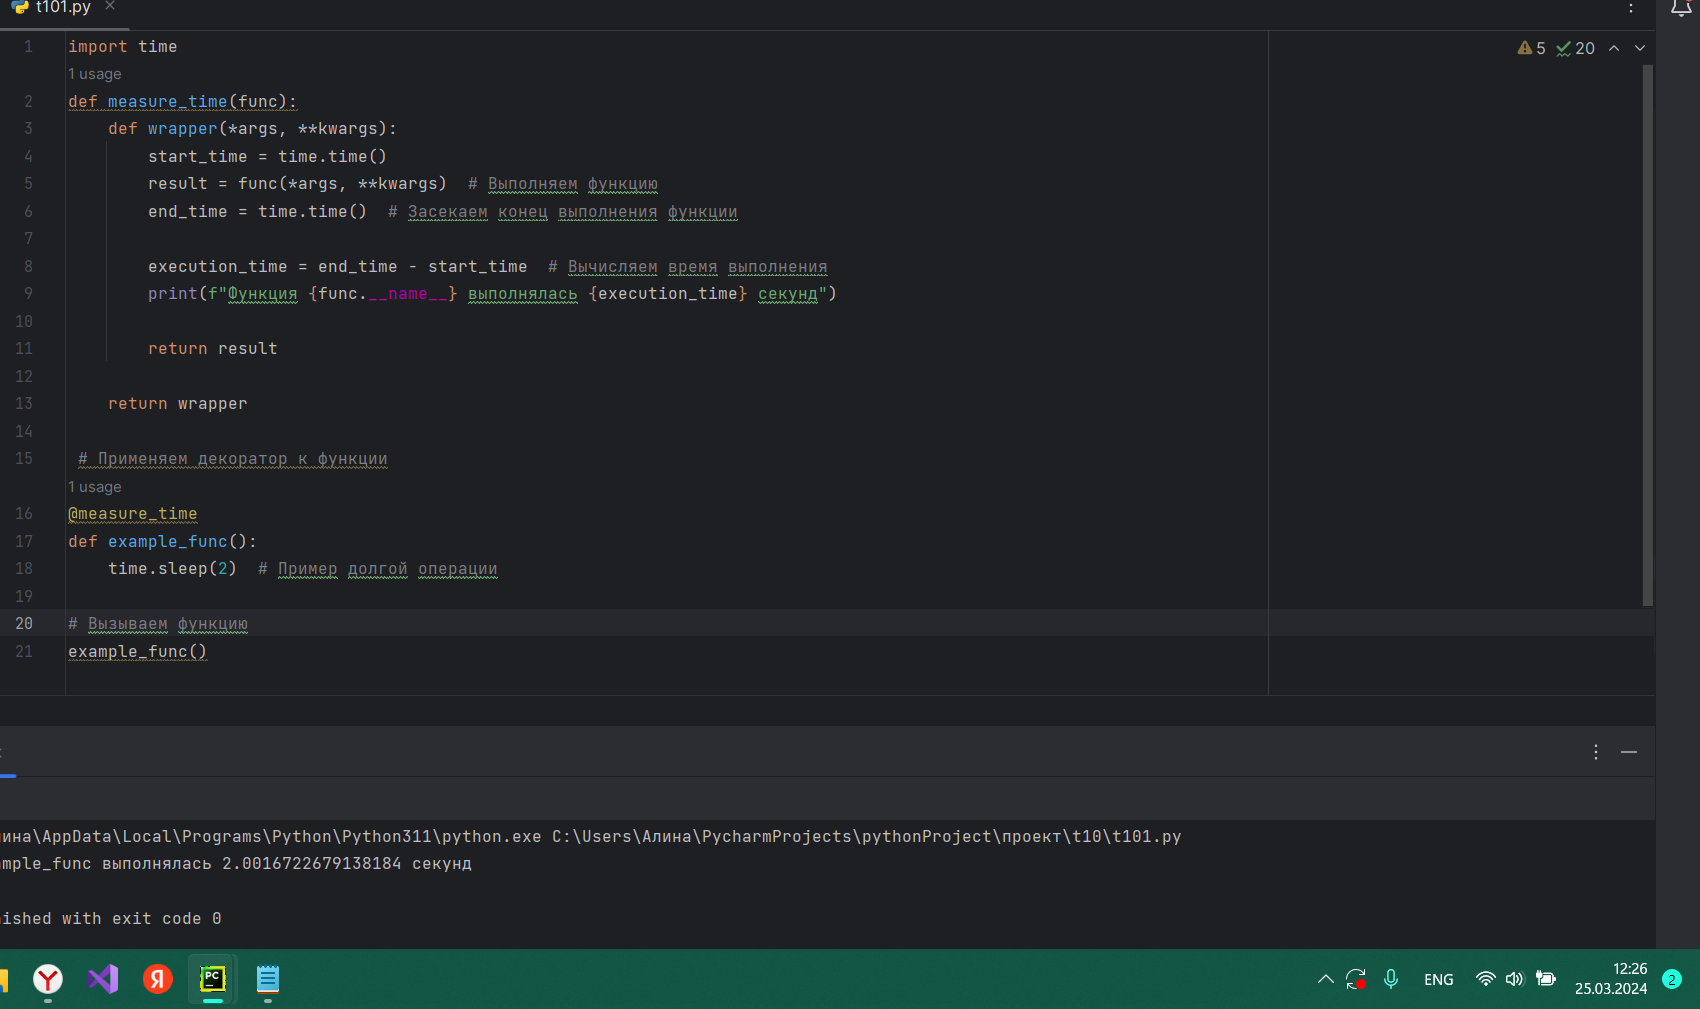 t101.py
5 20
1 import time
1 usage
2 def measure_time(func):
3 def wrapper(*args, **kwargs):
4 start_time = time.time()
5 result = func(*args, **kwargs)  # Выполняем функцию
6 end_time = time.time()  # Засекаем конец выполнения функции
7
8 execution_time = end_time - start_time  # Вычисляем время выполнения
9 print(f"Функция {func.__name__} выполнялась {execution_time} секунд")
10
11 return result
12
13 return wrapper
14
15 # Применяем декоратор к функции
1 usage
16 @measure_time
17 def example_func():
18 time.sleep(2)  # Пример долгой операции
19
20 # Вызываем функцию
21 example_func()
ина\AppData\Local\Programs\Python\Python311\python.exe C:\Users\Алина\PycharmProjects\pythonProject\проект\t10\t101.py
mple_func выполнялась 2.0016722679138184 секунд
ished with exit code 0
Я
PC
ENG
12:26
25.03.2024
2